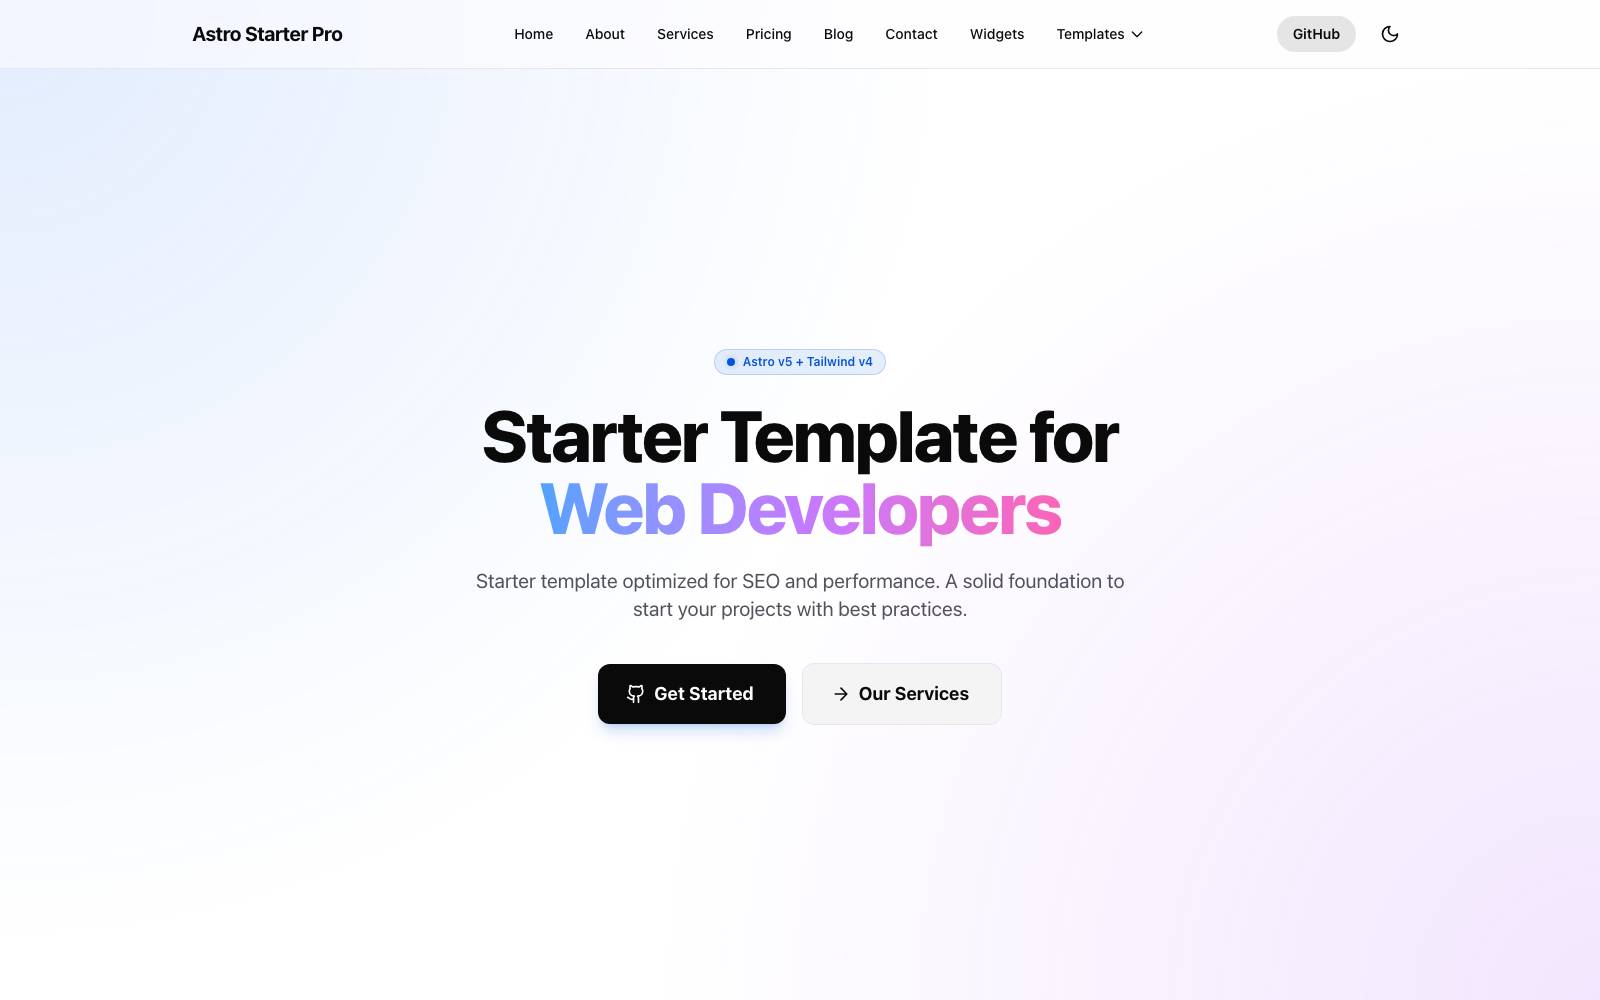 Astro Starter Pro
Home
About
Services
Pricing
Blog
Contact
Widgets
Templates
GitHub
Astro v5 + Tailwind v4
Starter Template for
Web Developers
Starter template optimized for SEO and performance. A solid foundation to
start your projects with best practices.
Get Started
Our Services